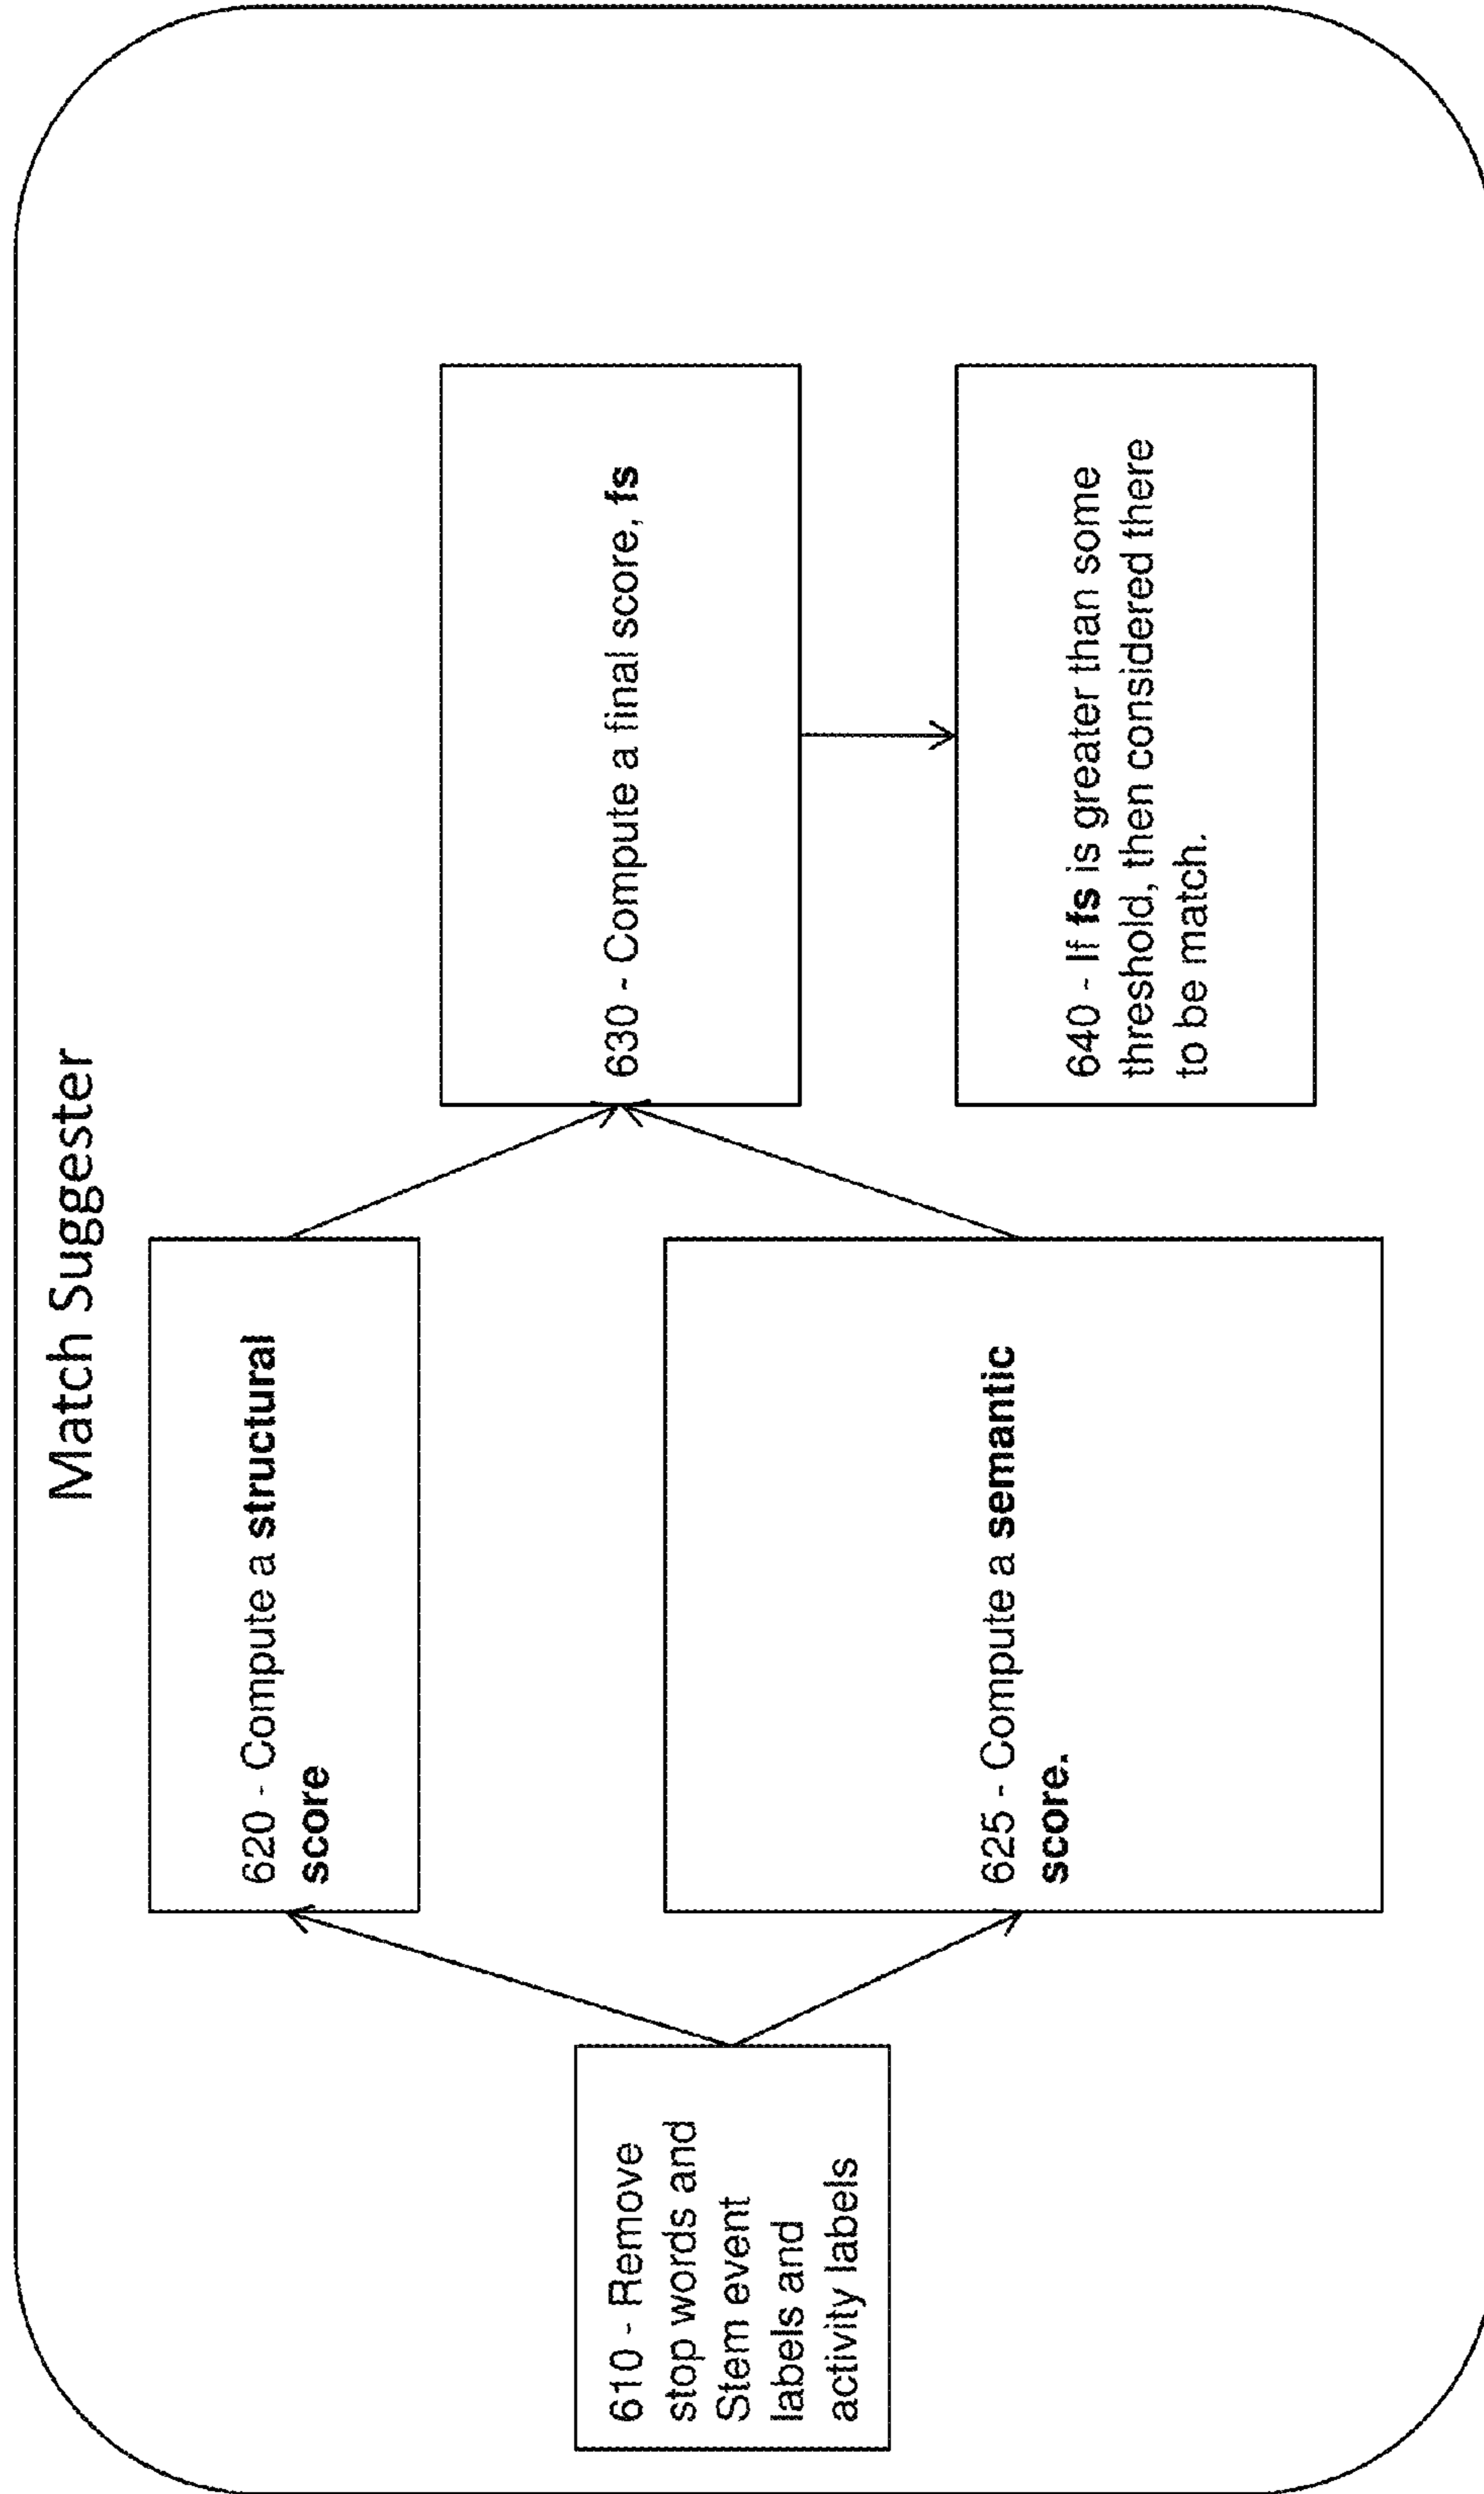 Match Suggester
610 - Remove
stop words and
Stem event
labels and
activity labels
620 - Compute a structural
score
625 - Compute a semantic
score.
630 - Compute a final score, fs
640 - If fs is greater than some
threshold, then considered there
to be match.